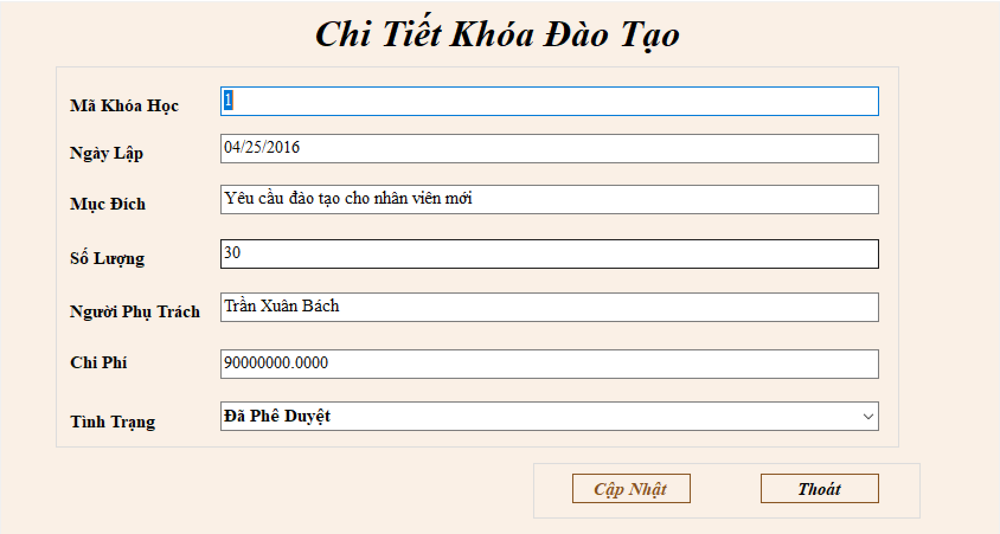 Chi Tiết Khóa Đào Tạo
Mã Khóa Học 1
Ngày Lập 04/25/2016
Mục Đích Yêu cầu đào tạo cho nhân viên mới
Số Lượng 30
Người Phụ Trách Trần Xuân Bách
Chi Phí 90000000.0000
Tình Trạng Đã Phê Duyệt
Cập Nhật Thoát